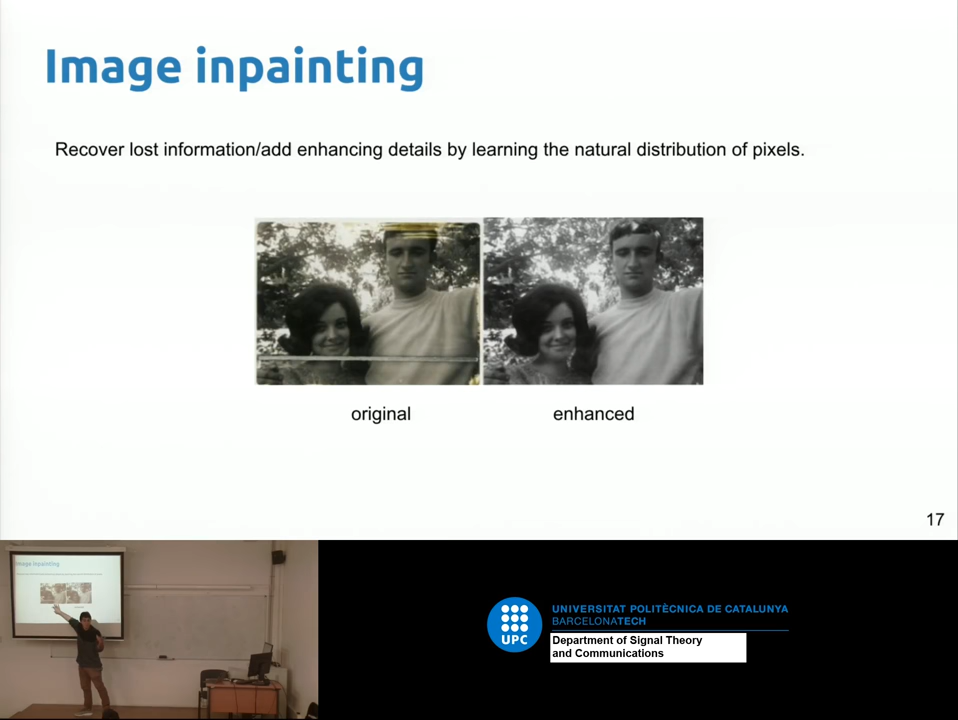 Image inpainting
Recover lost information/add enhancing details by learning the natural distribution of pixels.
original
enhanced
17
Image inpainting
UPC
UNIVERSITAT POLITÈCNICA DE CATALUNYA
BARCELONATECH
Department of Signal Theory
and Communications